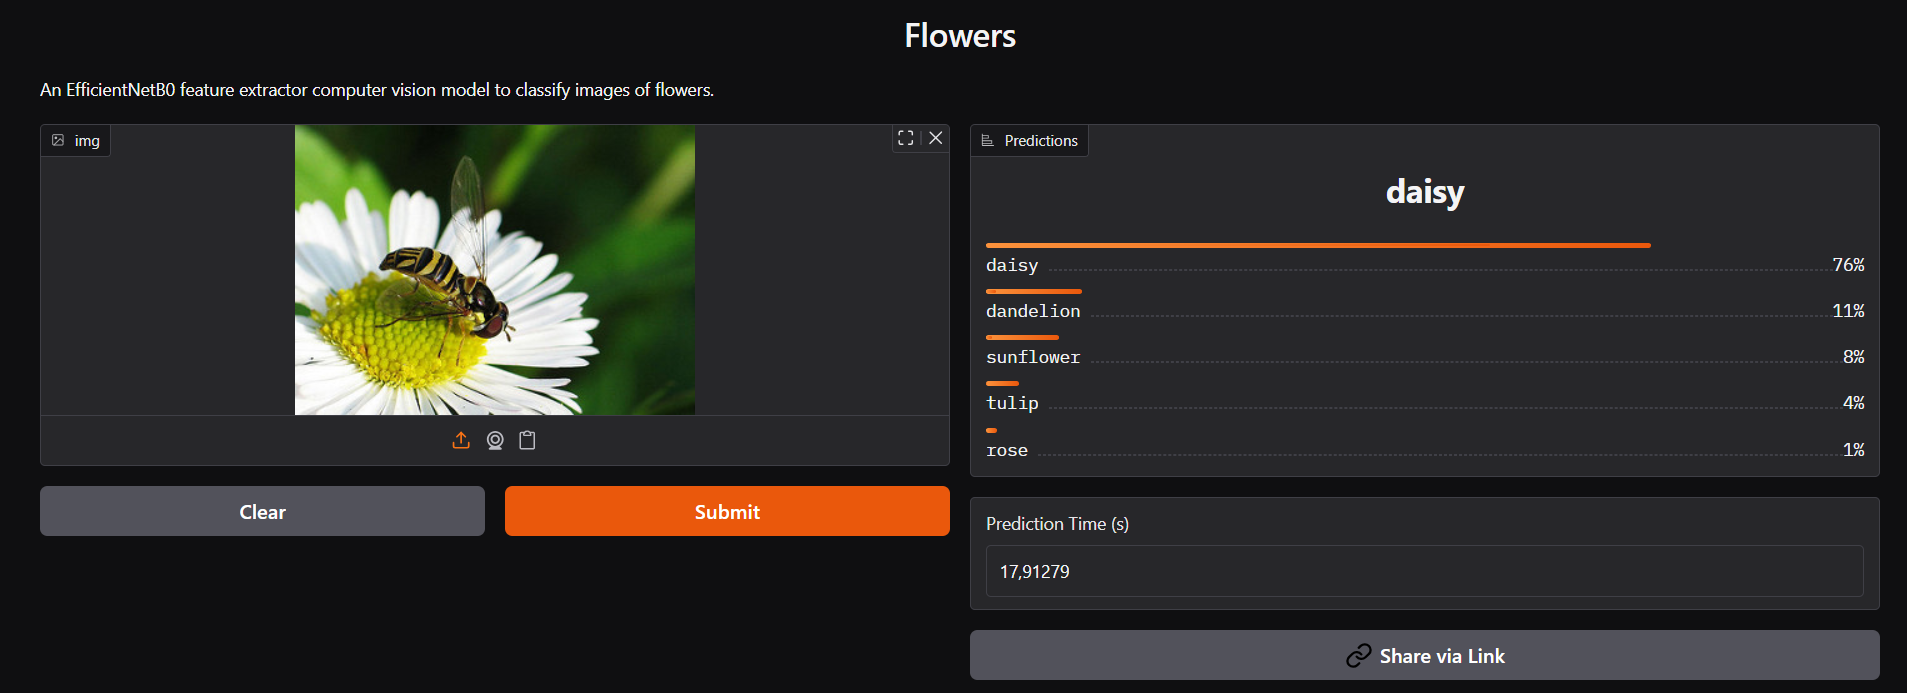 Flowers
An EfficientNetB0 feature extractor computer vision model to classify images of flowers.
img
Clear
Submit
Predictions
daisy
daisy 76%
dandelion 11%
sunflower 8%
tulip 4%
rose 1%
Prediction Time (s)
17,91279
Share via Link